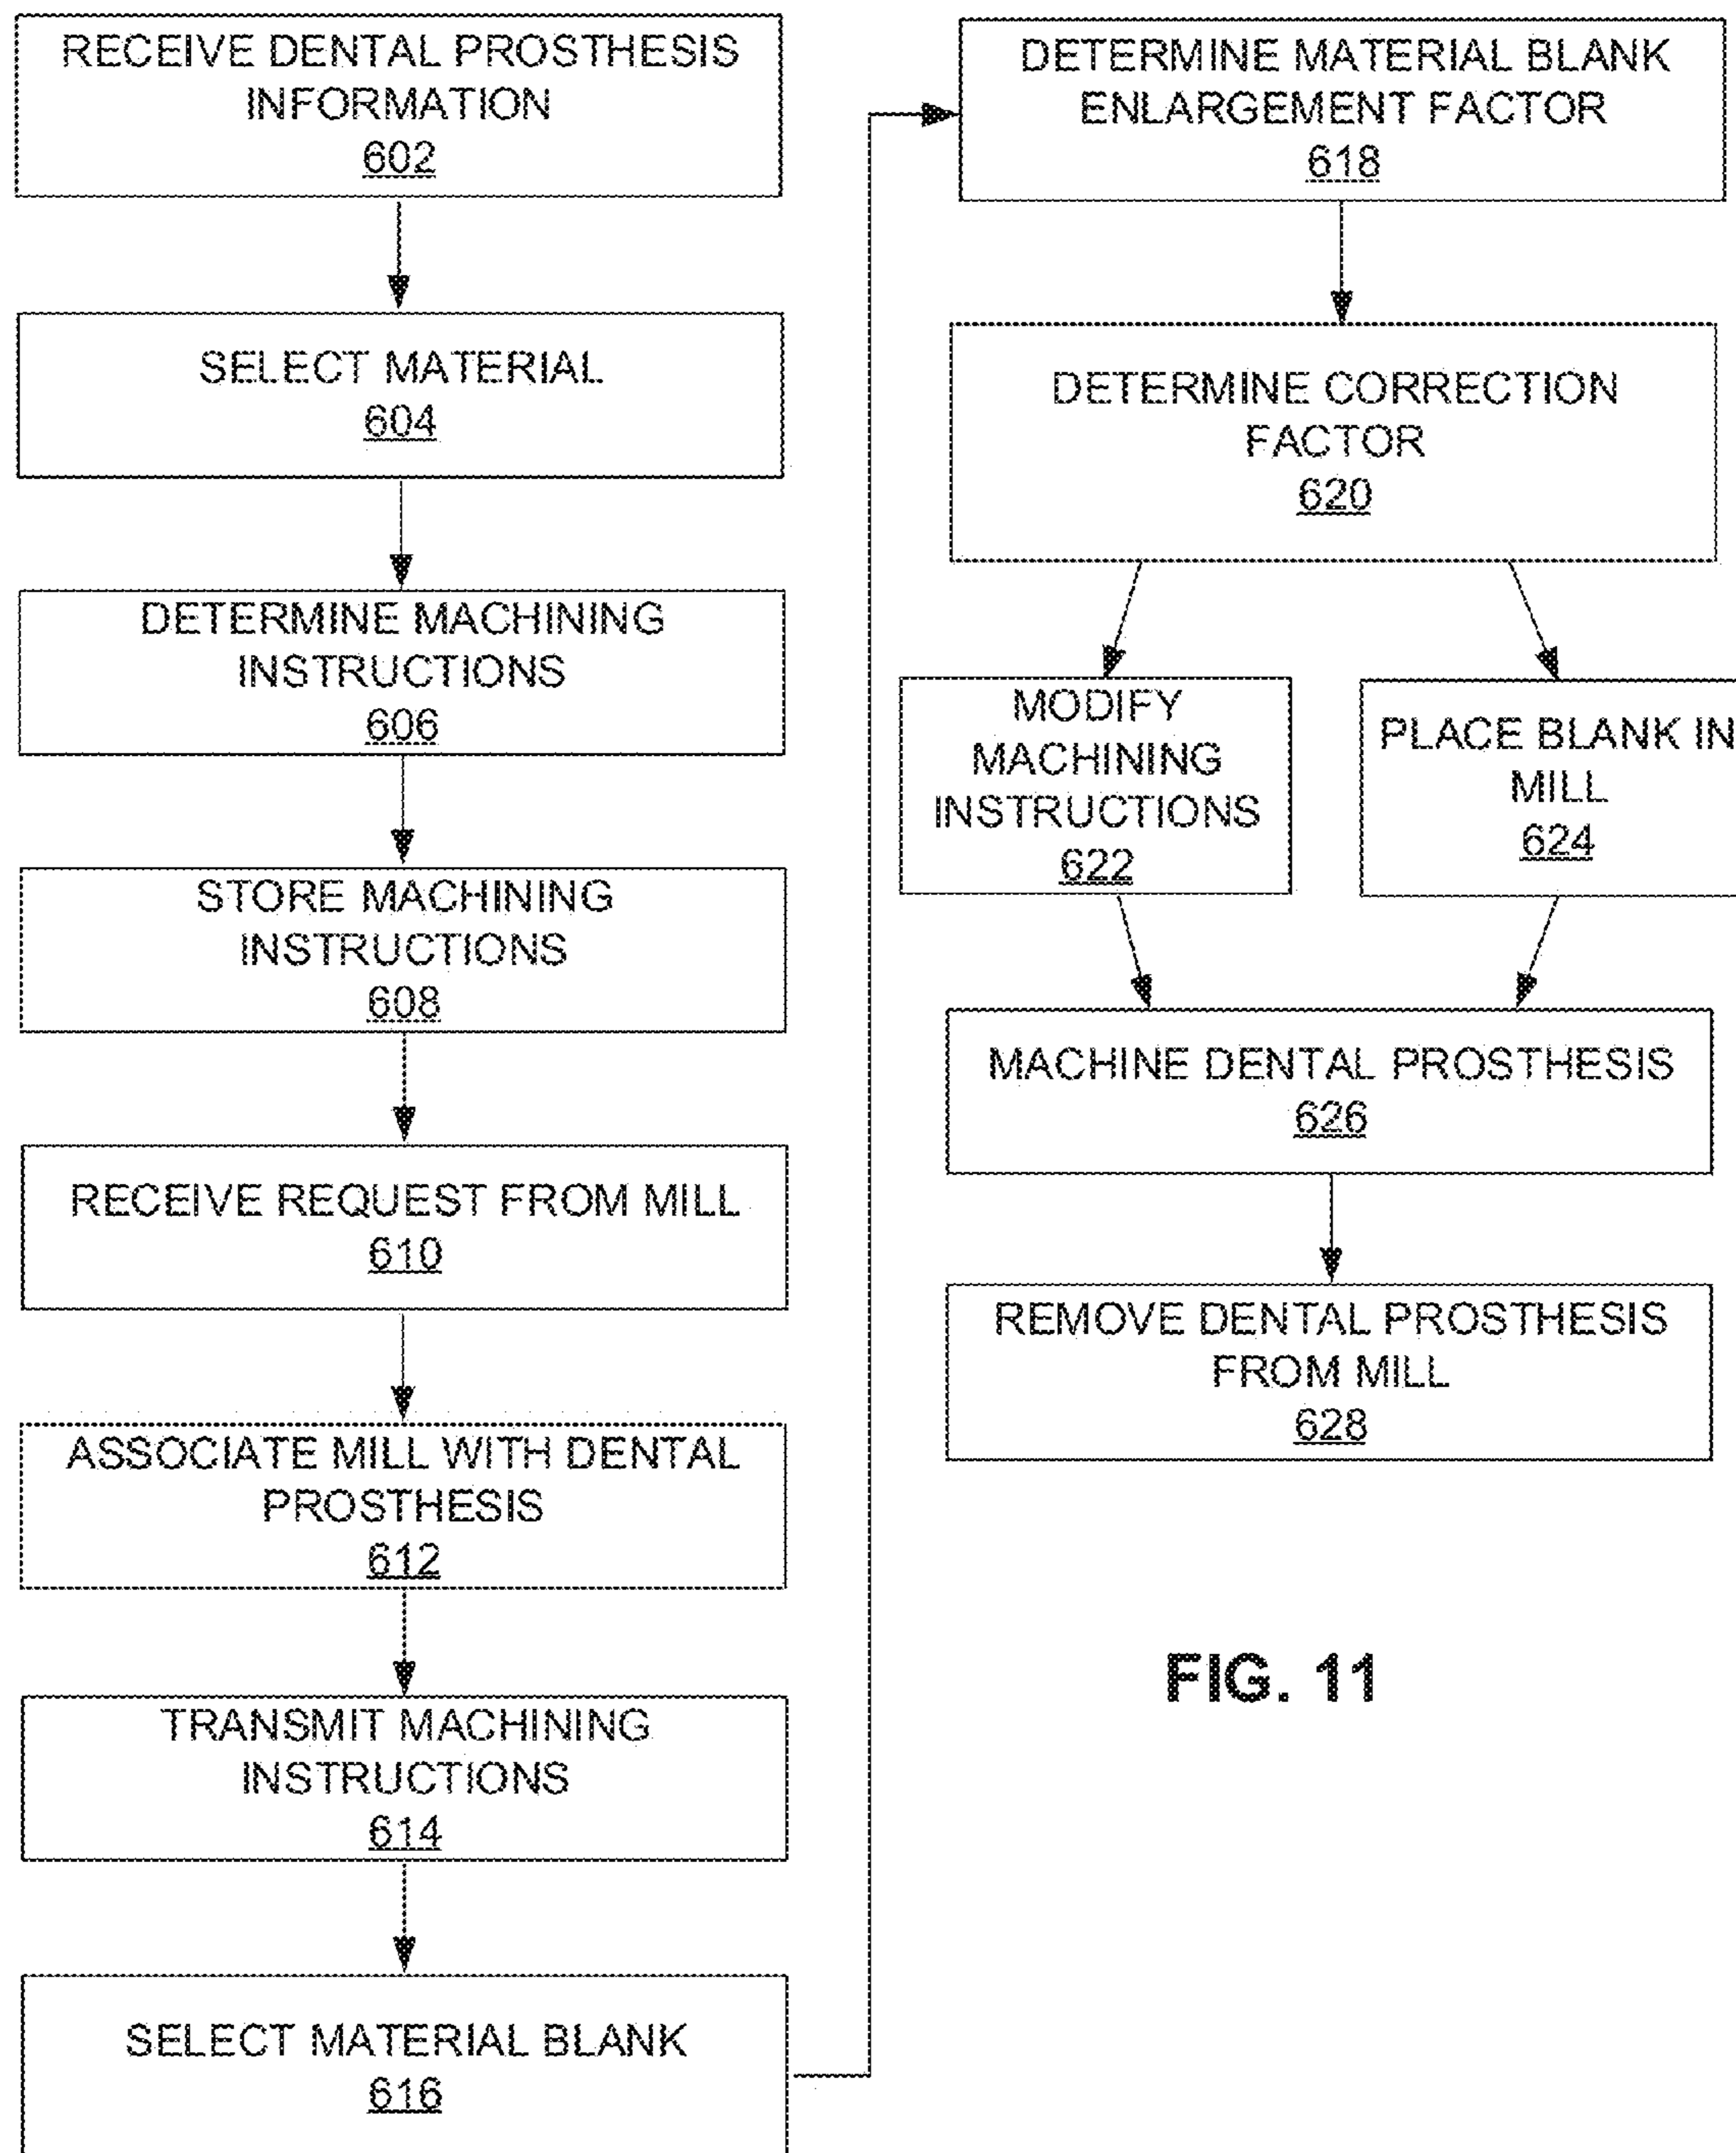 RECEIVE DENTAL PROSTHESIS
INFORMATION
602
SELECT MATERIAL
604
DETERMINE MACHINING
INSTRUCTIONS
606
STORE MACHINING
INSTRUCTIONS
608
RECEIVE REQUEST FROM MILL
610
ASSOCIATE MILL WITH DENTAL
PROSTHESIS
612
TRANSMIT MACHINING
INSTRUCTIONS
614
SELECT MATERIAL BLANK
616
DETERMINE MATERIAL BLANK
ENLARGEMENT FACTOR
618
DETERMINE CORRECTION
FACTOR
620
MODIFY
MACHINING
INSTRUCTIONS
622
PLACE BLANK IN
MILL
624
MACHINE DENTAL PROSTHESIS
626
REMOVE DENTAL PROSTHESIS
FROM MILL
628
FIG. 11